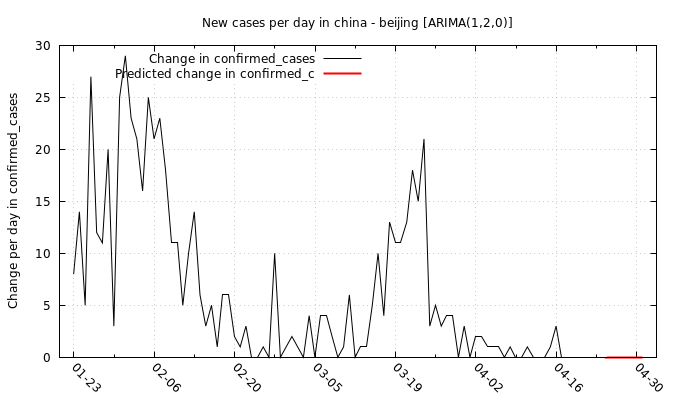 New cases per day in china - beijing [ARIMA(1,2,0)]
Change in confirmed_cases
Predicted change in confirmed_c
Change per day in confirmed_cases
30
25
20
15
10
5
0
01-23 02-06 02-20 03-05 03-19 04-02 04-16 04-30